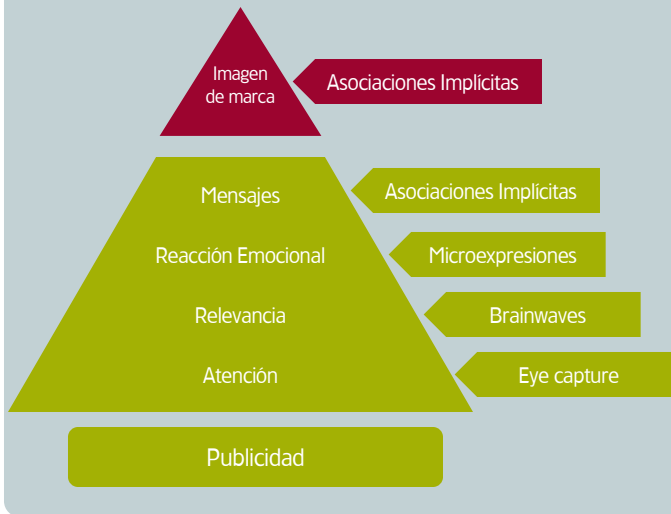 Imagen
de marca
Asociaciones Implícitas
Mensajes
Asociaciones Implícitas
Reacción Emocional
Microexpresiones
Relevancia
Brainwaves
Atención
Eye capture
Publicidad